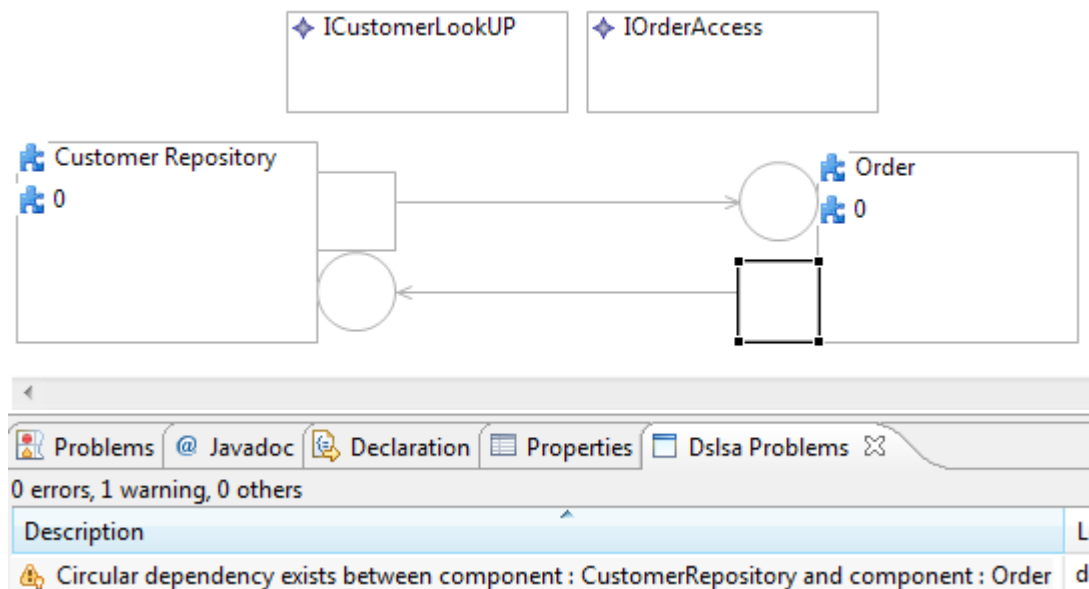 ICustomerLookUP IOrderAccess
Customer Repository Order
0 0
Problems @ Javadoc Declaration Properties Dslsa Problems
0 errors, 1 warning, 0 others
Description L
Circular dependency exists between component : CustomerRepository and component : Order d